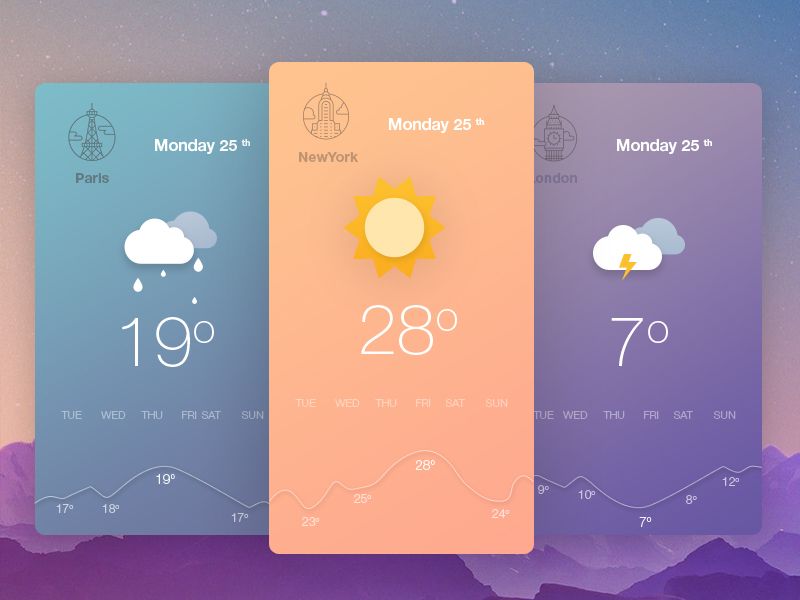 Paris
Monday 25 th
19º
TUE WED THU FRI SAT SUN
17º 18º 19º 17º
NewYork
Monday 25 th
28º
TUE WED THU FRI SAT SUN
23º 25º 28º 24º
ondon
Monday 25 th
7º
TUE WED THU FRI SAT SUN
9º 10º 7º 8º 12º